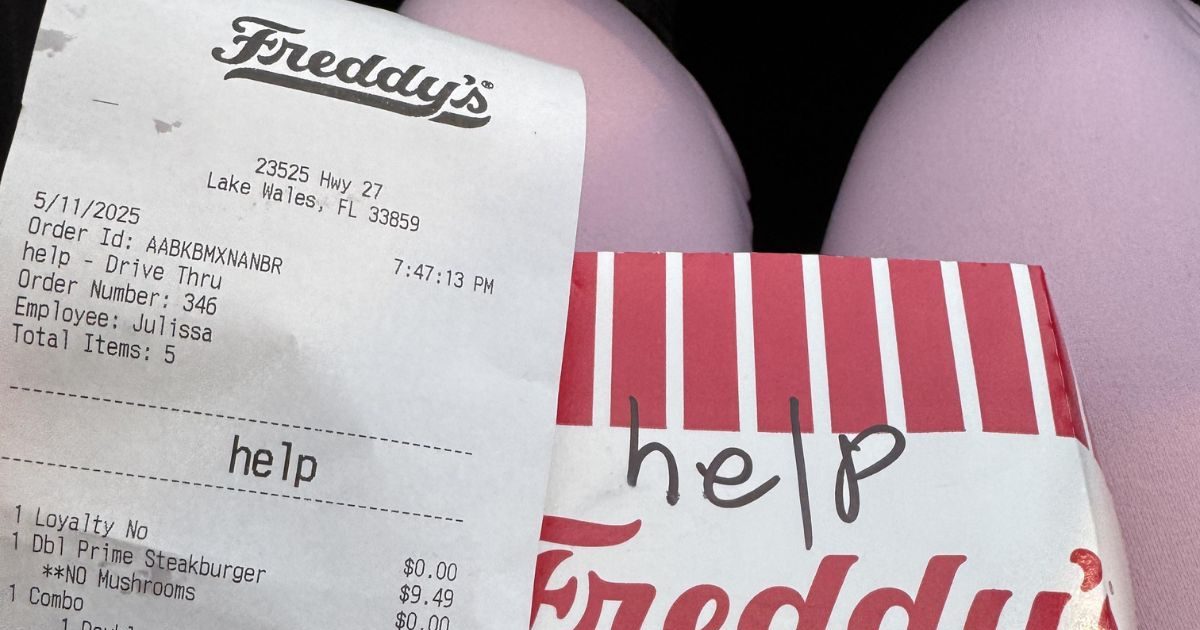 Freddy's®
23525 Hwy 27
Lake Wales, FL 33859
5/11/2025 7:47:13 PM
Order Id: AABKBMXNANBR
help - Drive Thru
Order Number: 346
Employee: Julissa
Total Items: 5
help
1 Loyalty No $0.00
1 Dbl Prime Steakburger $9.49
**NO Mushrooms
1 Combo $0.00
help
Freddy's